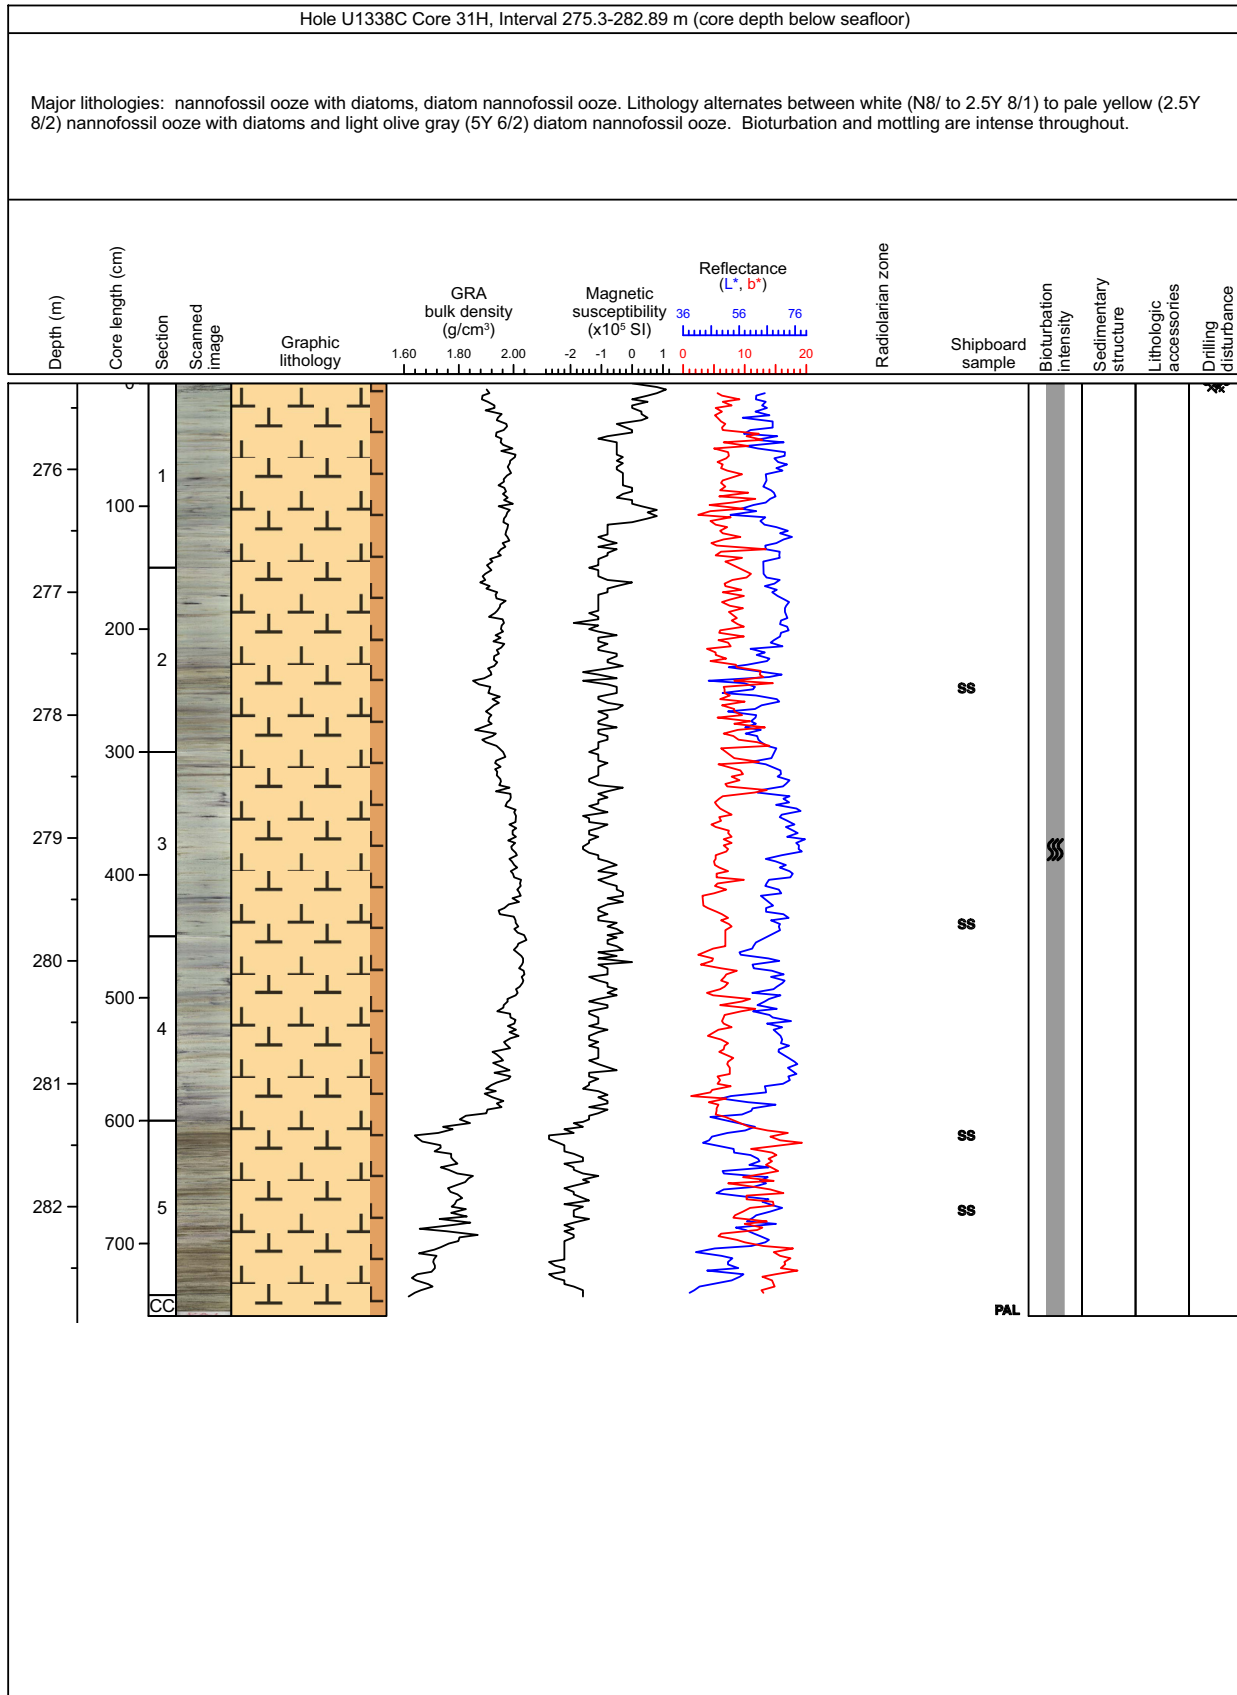 Hole U1338C Core 31H, Interval 275.3-282.89 m (core depth below seafloor)
Major lithologies: nannofossil ooze with diatoms, diatom nannofossil ooze. Lithology alternates between white (N8/ to 2.5Y 8/1) to pale yellow (2.5Y
8/2) nannofossil ooze with diatoms and light olive gray (5Y 6/2) diatom nannofossil ooze. Bioturbation and mottling are intense throughout.
Depth (m)
Core length (cm)
Section
Scanned
image
Graphic
lithology
GRA
bulk density
(g/cm³)
1.60 1.80 2.00
Magnetic
susceptibility
(x10⁵ SI)
-2 -1 0 1
Reflectance
(L*, b*)
36 56 76
0 10 20
Radiolarian zone
Shipboard
sample
Bioturbation
intensity
Sedimentary
structure
Lithologic
accessories
Drilling
disturbance
0
1
276
100
277
200
2
278
SS
300
279
3
400
SS
280
500
4
281
600
SS
282
5
SS
700
CC
PAL